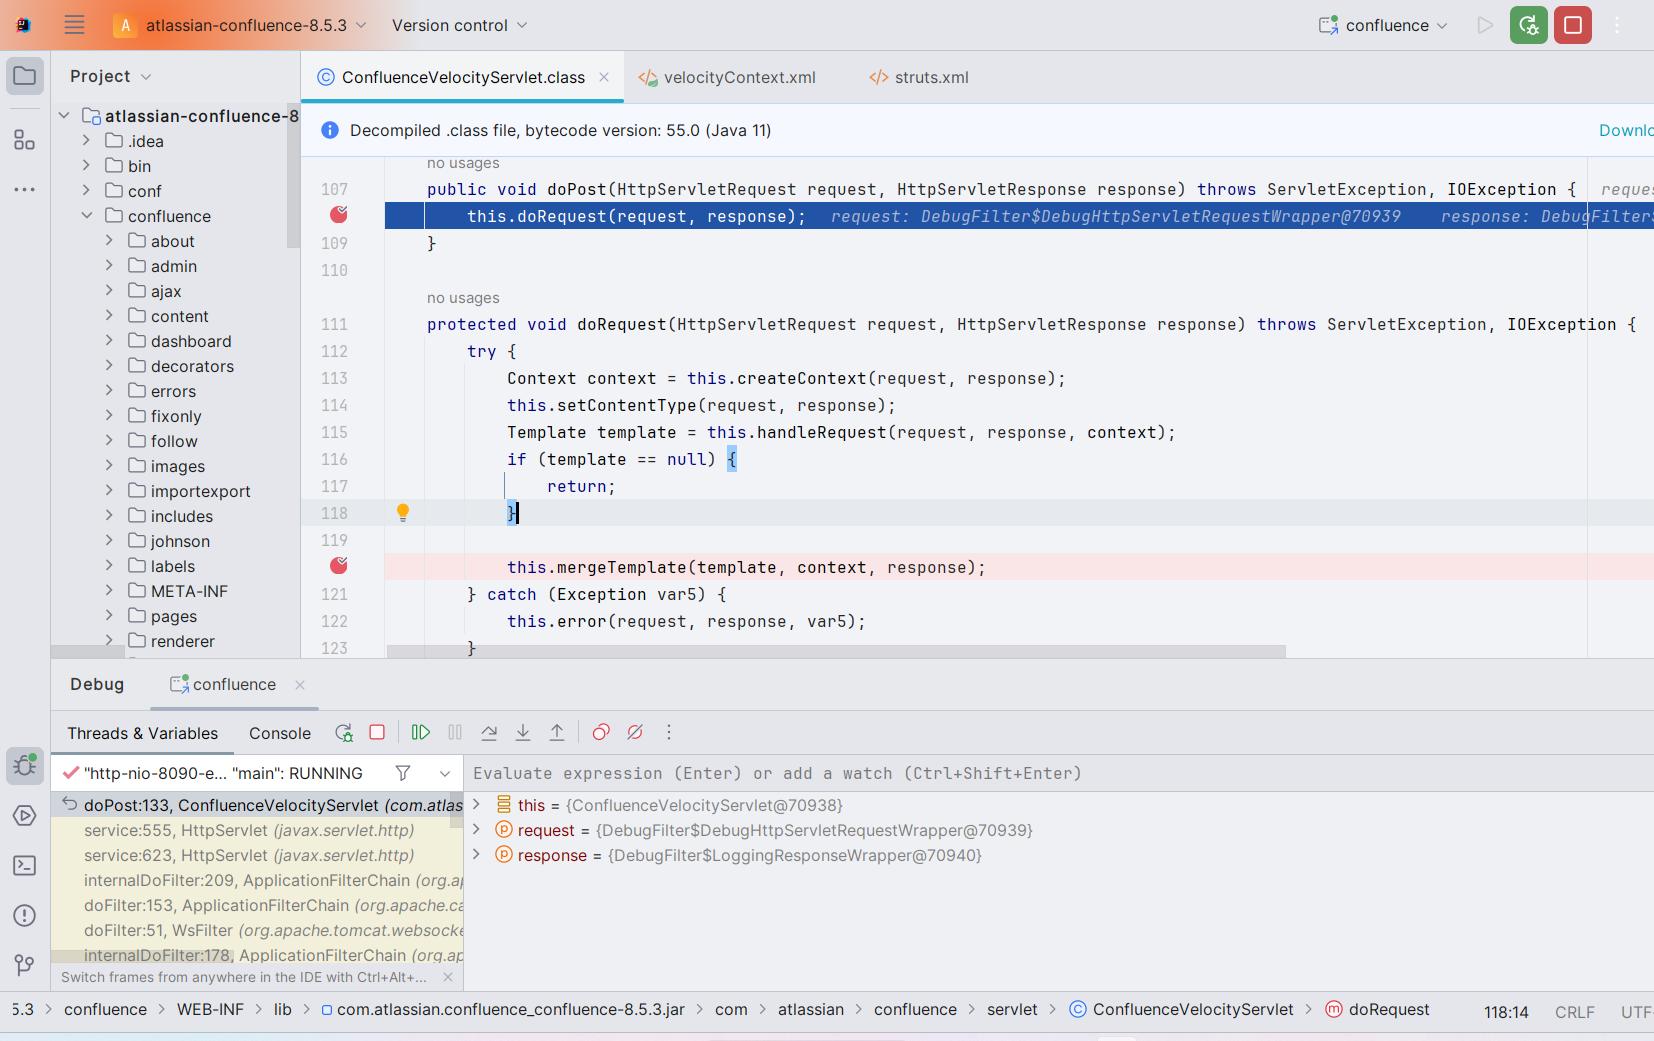 A atlassian-confluence-8.5.3 Version control confluence
Project
ConfluenceVelocityServlet.class velocityContext.xml struts.xml
atlassian-confluence-8
.idea
bin
conf
confluence
about
admin
ajax
content
dashboard
decorators
errors
fixonly
follow
images
importexport
includes
johnson
labels
META-INF
pages
renderer
Decompiled .class file, bytecode version: 55.0 (Java 11) Downlo
no usages
107 public void doPost(HttpServletRequest request, HttpServletResponse response) throws ServletException, IOException { reques
this.doRequest(request, response); request: DebugFilter$DebugHttpServletRequestWrapper@70939 response: DebugFilter$
109 }
110
no usages
111 protected void doRequest(HttpServletRequest request, HttpServletResponse response) throws ServletException, IOException {
112 try {
113 Context context = this.createContext(request, response);
114 this.setContentType(request, response);
115 Template template = this.handleRequest(request, response, context);
116 if (template == null) {
117 return;
118 }
119
this.mergeTemplate(template, context, response);
121 } catch (Exception var5) {
122 this.error(request, response, var5);
123 }
Debug confluence
Threads & Variables Console
"http-nio-8090-e... "main": RUNNING
Evaluate expression (Enter) or add a watch (Ctrl+Shift+Enter)
doPost:133, ConfluenceVelocityServlet (com.atlas
service:555, HttpServlet (javax.servlet.http)
service:623, HttpServlet (javax.servlet.http)
internalDoFilter:209, ApplicationFilterChain (org.ap
doFilter:153, ApplicationFilterChain (org.apache.ca
doFilter:51, WsFilter (org.apache.tomcat.websocke
internalDoFilter:178, ApplicationFilterChain (org.ap
Switch frames from anywhere in the IDE with Ctrl+Alt+...
this = {ConfluenceVelocityServlet@70938}
p request = {DebugFilter$DebugHttpServletRequestWrapper@70939}
p response = {DebugFilter$LoggingResponseWrapper@70940}
5.3 confluence WEB-INF lib com.atlassian.confluence_confluence-8.5.3.jar com atlassian confluence servlet ConfluenceVelocityServlet doRequest 118:14 CRLF UTF